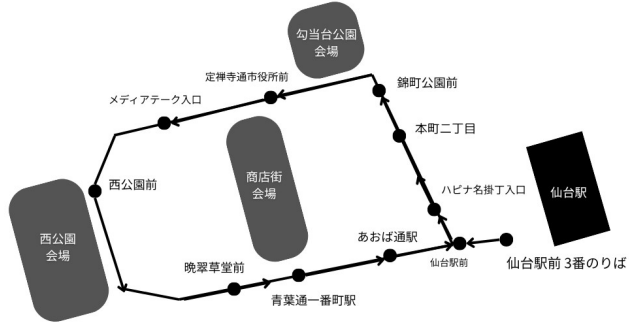 勾当台公園
会場
定禅寺通市役所前
錦町公園前
メディアテーク入口
本町二丁目
商店街
会場
西公園前
ハピナ名掛丁入口
仙台駅
西公園
会場
あおば通駅
晩翠草堂前
仙台駅前
仙台駅前 3番のりば
青葉通一番町駅